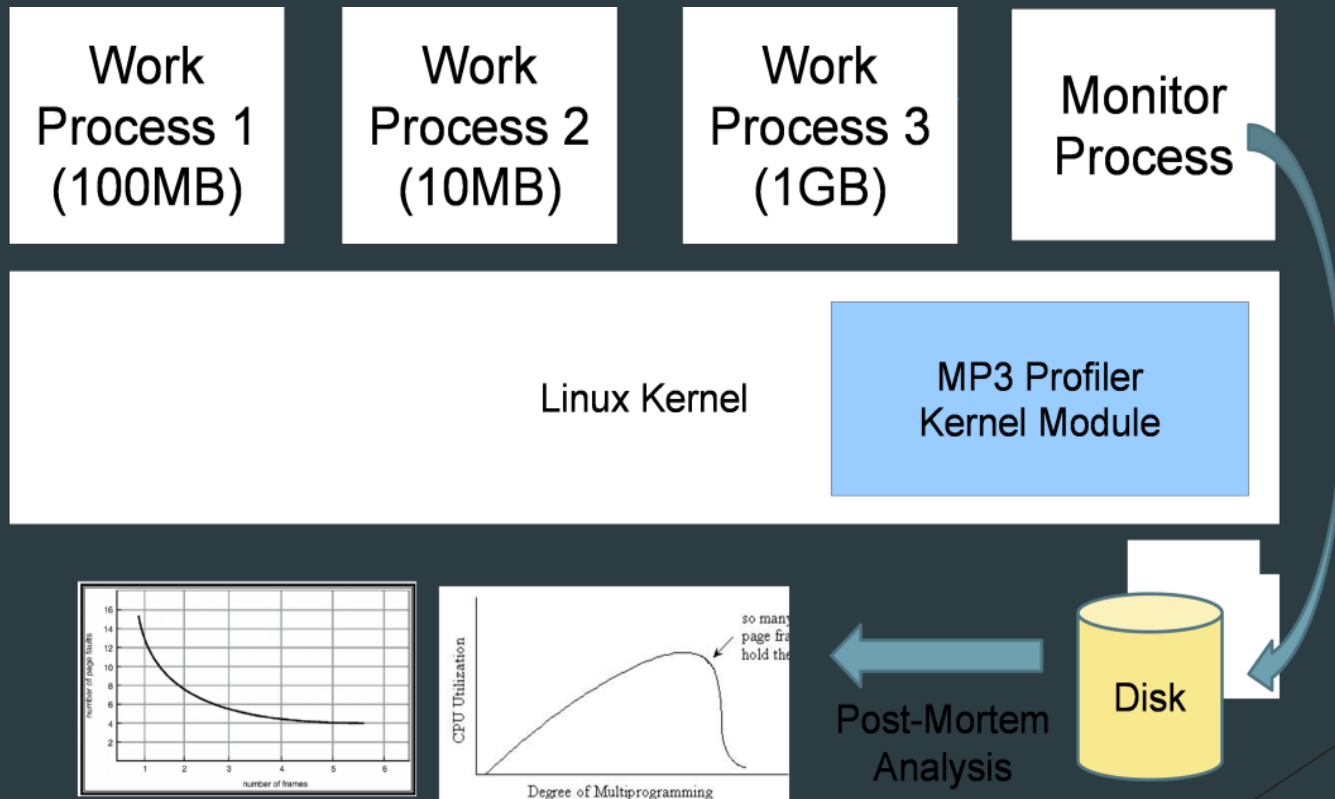 Work
Process 1
(100MB)
Work
Process 2
(10MB)
Work
Process 3
(1GB)
Monitor
Process
Linux Kernel
MP3 Profiler
Kernel Module
number of page faults
16
14
12
10
8
6
4
2
1
2
3
4
5
6
number of frames
CPU Utilization
so many
page fra
hold the
Degree of Multiprogramming
Post-Mortem
Analysis
Disk